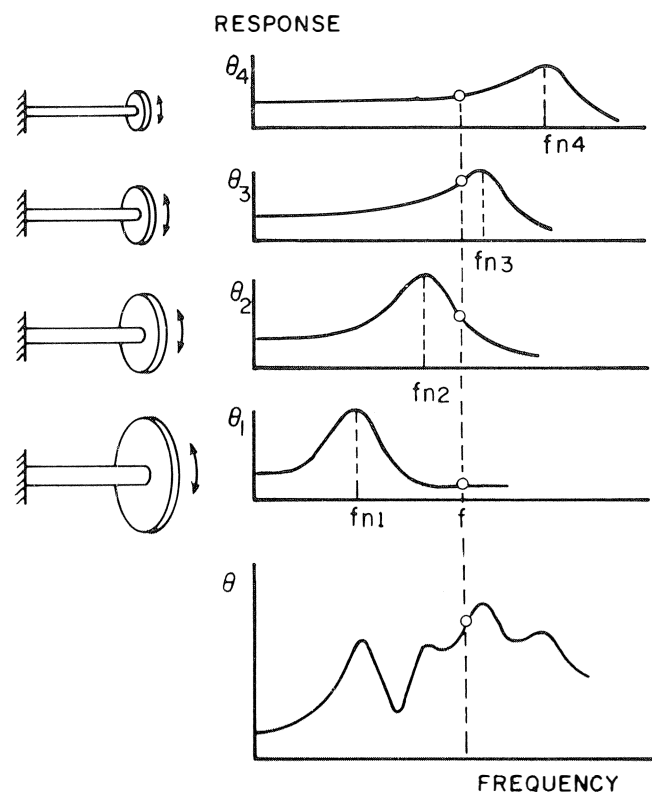 RESPONSE
θ4
fn4
θ3
fn3
θ2
fn2
θ1
fn1 f
θ
FREQUENCY